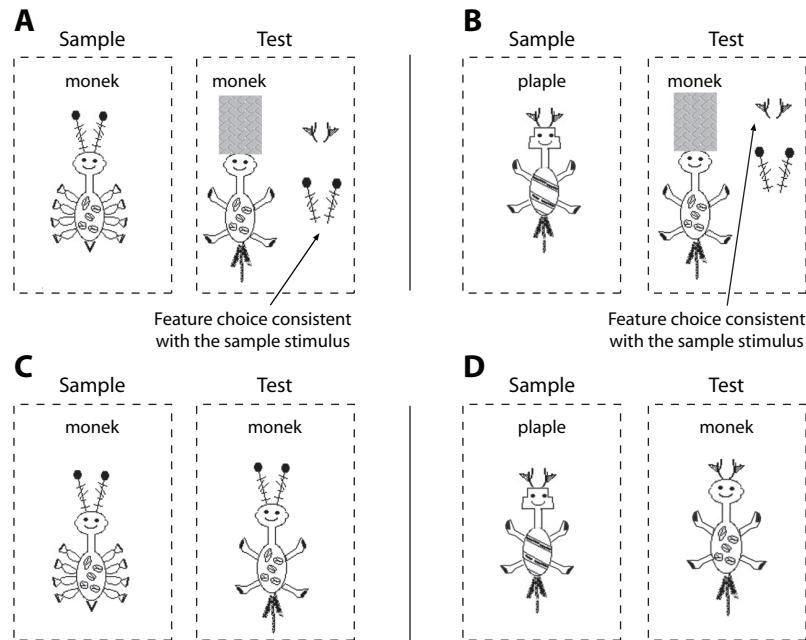 A
Sample
Test
monek
monek
Feature choice consistent
with the sample stimulus
B
Sample
Test
plaple
monek
Feature choice consistent
with the sample stimulus
C
Sample
Test
monek
monek
D
Sample
Test
plaple
monek